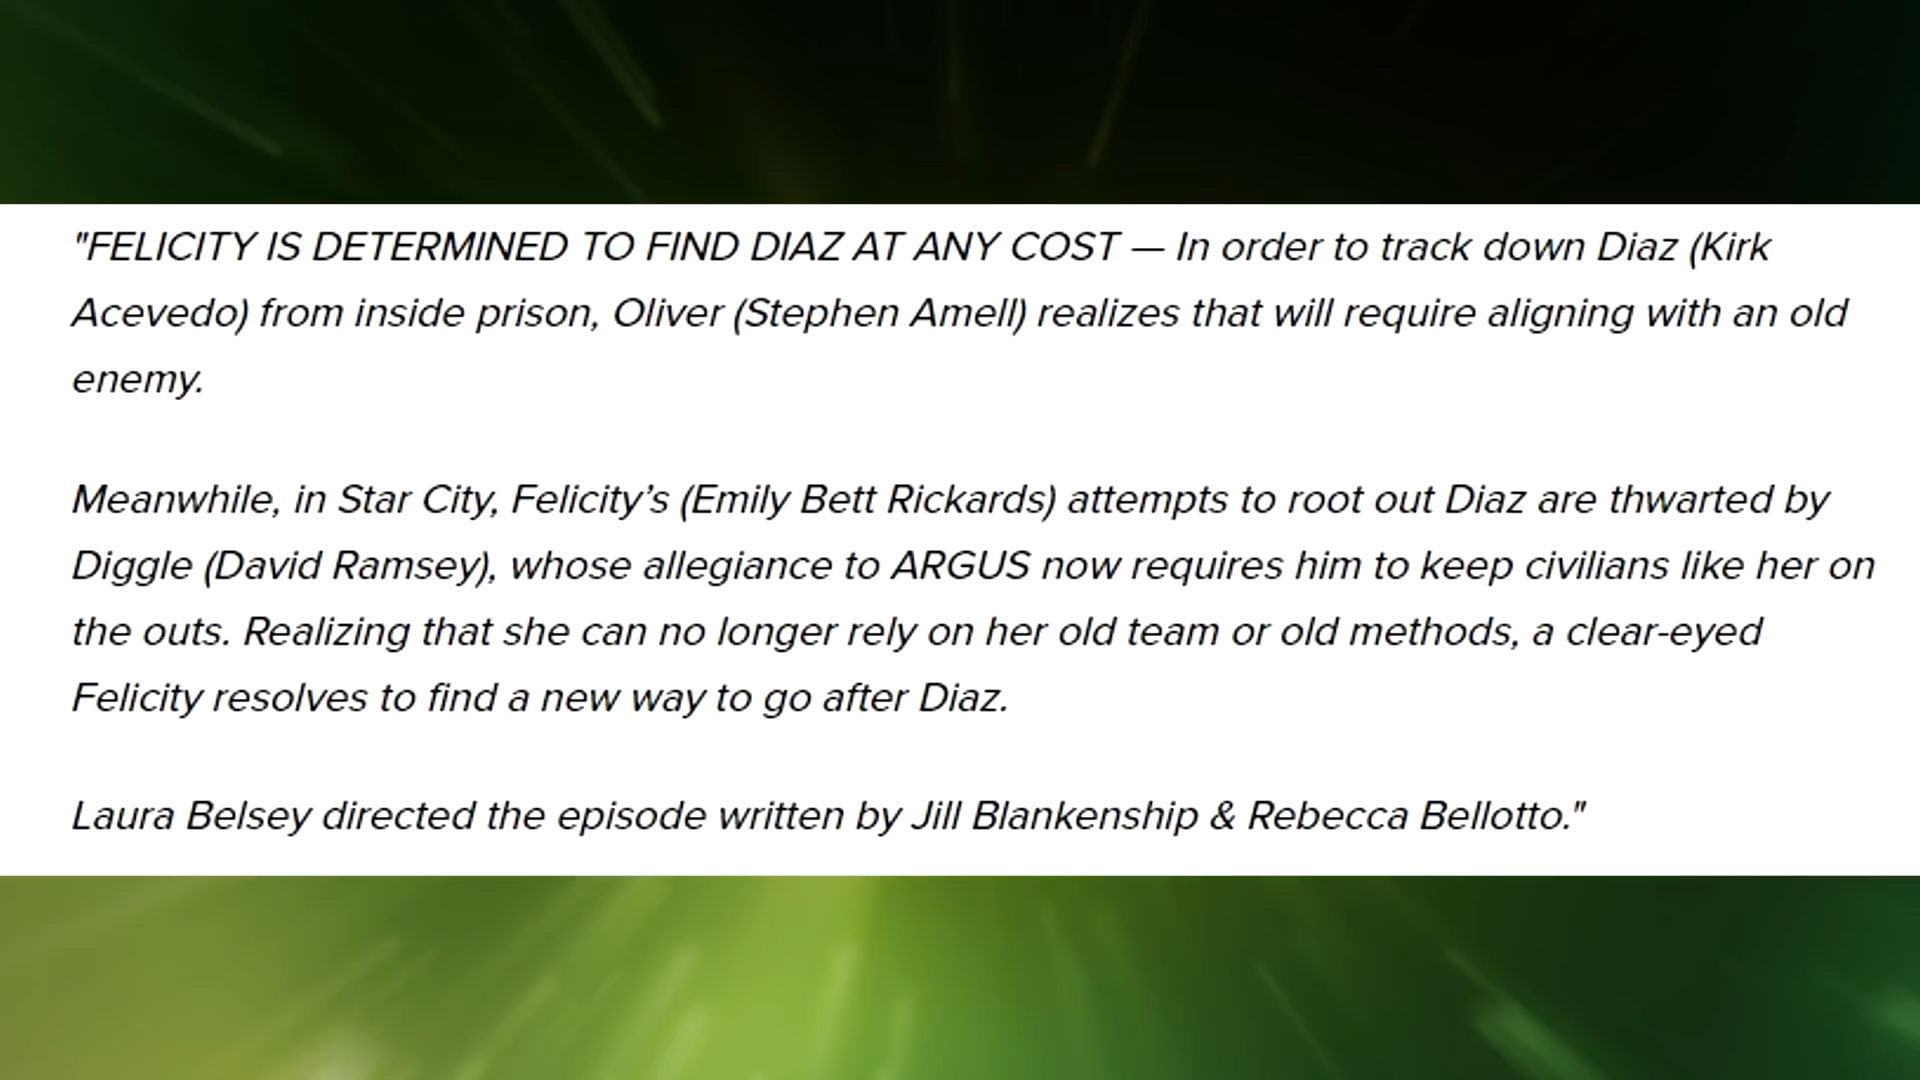 "FELICITY IS DETERMINED TO FIND DIAZ AT ANY COST — In order to track down Diaz (Kirk
Acevedo) from inside prison, Oliver (Stephen Amell) realizes that will require aligning with an old
enemy.
Meanwhile, in Star City, Felicity’s (Emily Bett Rickards) attempts to root out Diaz are thwarted by
Diggle (David Ramsey), whose allegiance to ARGUS now requires him to keep civilians like her on
the outs. Realizing that she can no longer rely on her old team or old methods, a clear-eyed
Felicity resolves to find a new way to go after Diaz.
Laura Belsey directed the episode written by Jill Blankenship & Rebecca Bellotto."